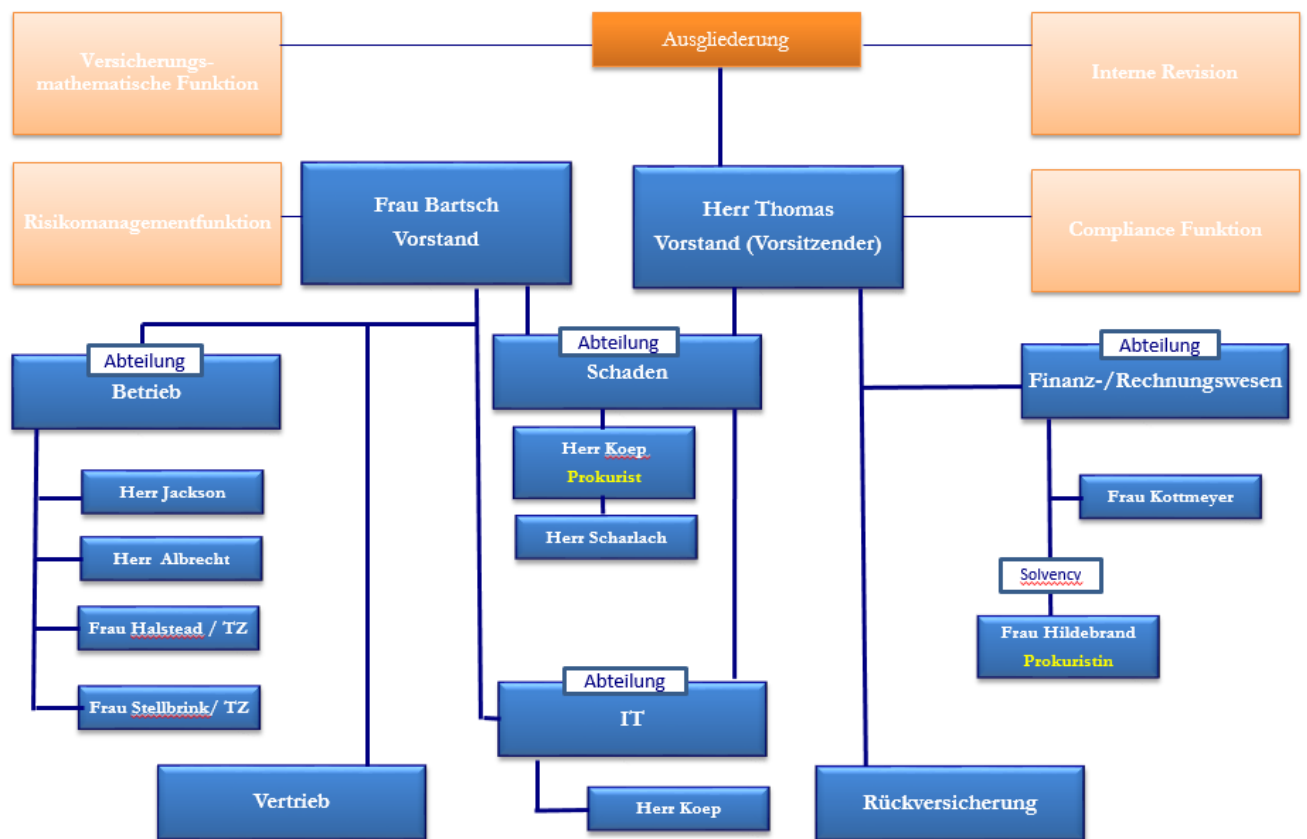 Ausgliederung
Versicherungs-
mathematische Funktion
Interne Revision
Risikomanagementfunktion
Frau Bartsch
Vorstand
Herr Thomas
Vorstand (Vorsitzender)
Compliance Funktion
Abteilung
Betrieb
Herr Jackson
Herr Albrecht
Frau Halstead / TZ
Frau Stellbrink/ TZ
Vertrieb
Abteilung
Schaden
Herr Koep
Prokurist
Herr Scharlach
Abteilung
IT
Herr Koep
Abteilung
Finanz-/Rechnungswesen
Frau Kottmeyer
Solvency
Frau Hildebrand
Prokuristin
Rückversicherung